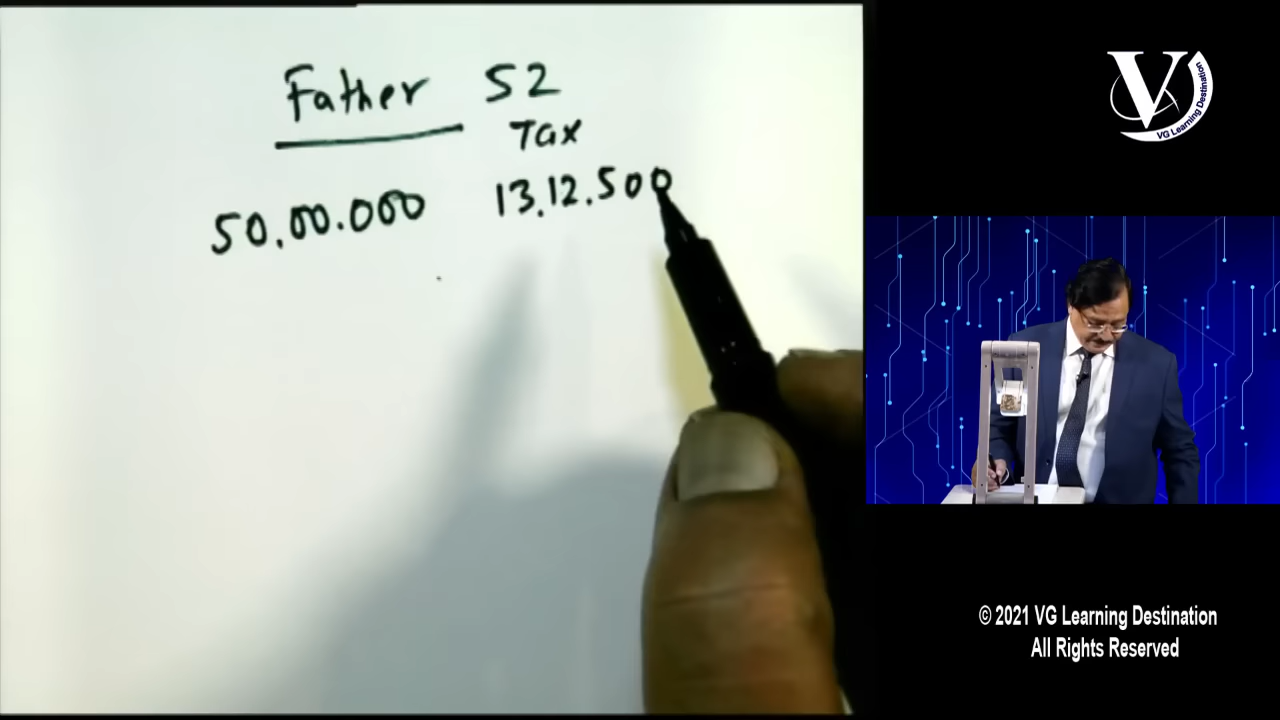 Father 52
Tax
50,00.000 13,12.500
V
VG Learning Destination
© 2021 VG Learning Destination
All Rights Reserved